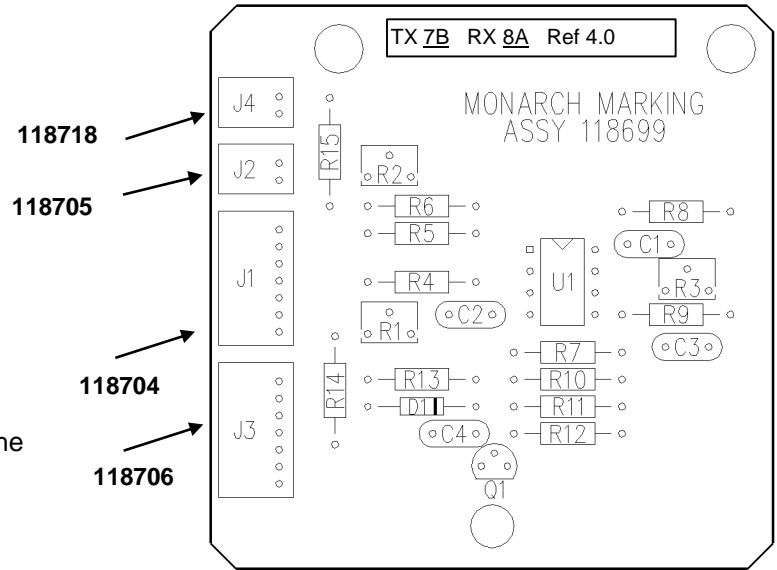 TX 7B RX 8A Ref 4.0
MONARCH MARKING
ASSY 118699
J4
118718
R15
R2
J2
118705
R6
R5
R8
C1
J1
R4
U1
R3
R1
C2
R9
C3
118704
R7
R14
R13
R10
D1
R11
J3
C4
R12
ne
118706
Q1